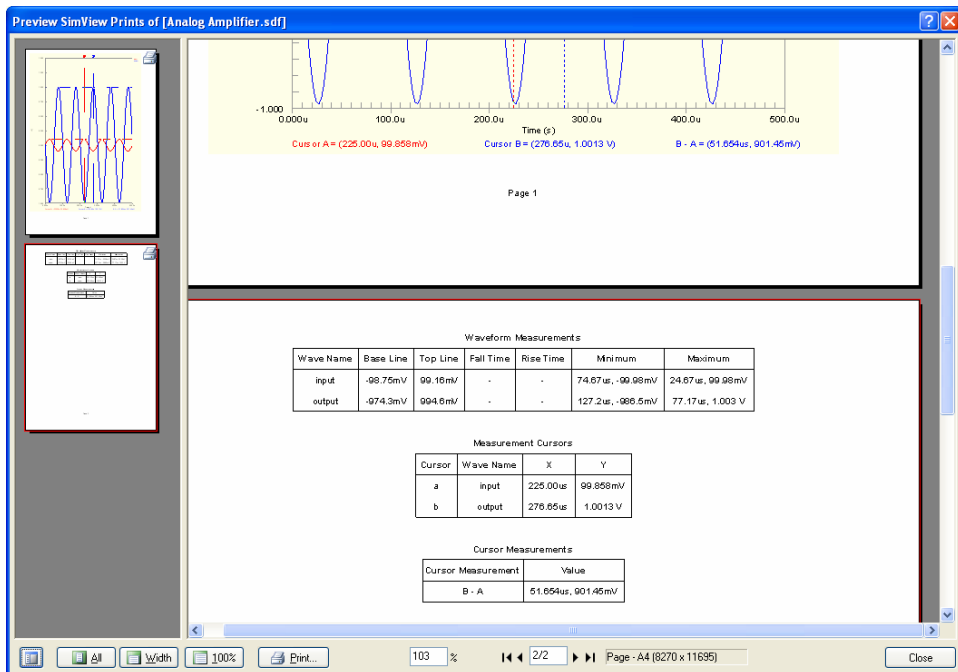 Preview SimView Prints of [Analog Amplifier.sdf]
-1.000
0.000u 100.0u 200.0u 300.0u 400.0u 500.0u
Time (s)
Cursor A = (225.00u, 99.858mV) Cursor B = (276.65u, 1.0013 V) B - A = (51.654us, 901.45mV)
Page 1
Waveform Measurements
Wave Name Base Line Top Line Fall Time Rise Time Minimum Maximum
input -98.75mV 99.16mV - - 74.67us, -99.98mV 24.67us, 99.98mV
output -974.3mV 994.6mV - - 127.2us, -986.5mV 77.17us, 1.003 V
Measurement Cursors
Cursor Wave Name X Y
a input 225.00us 99.858mV
b output 276.65us 1.0013 V
Cursor Measurements
Cursor Measurement Value
B - A 51.654us, 901.45mV
All Width 100% Print... 103 % 2/2 Page - A4 (8270 x 11695) Close